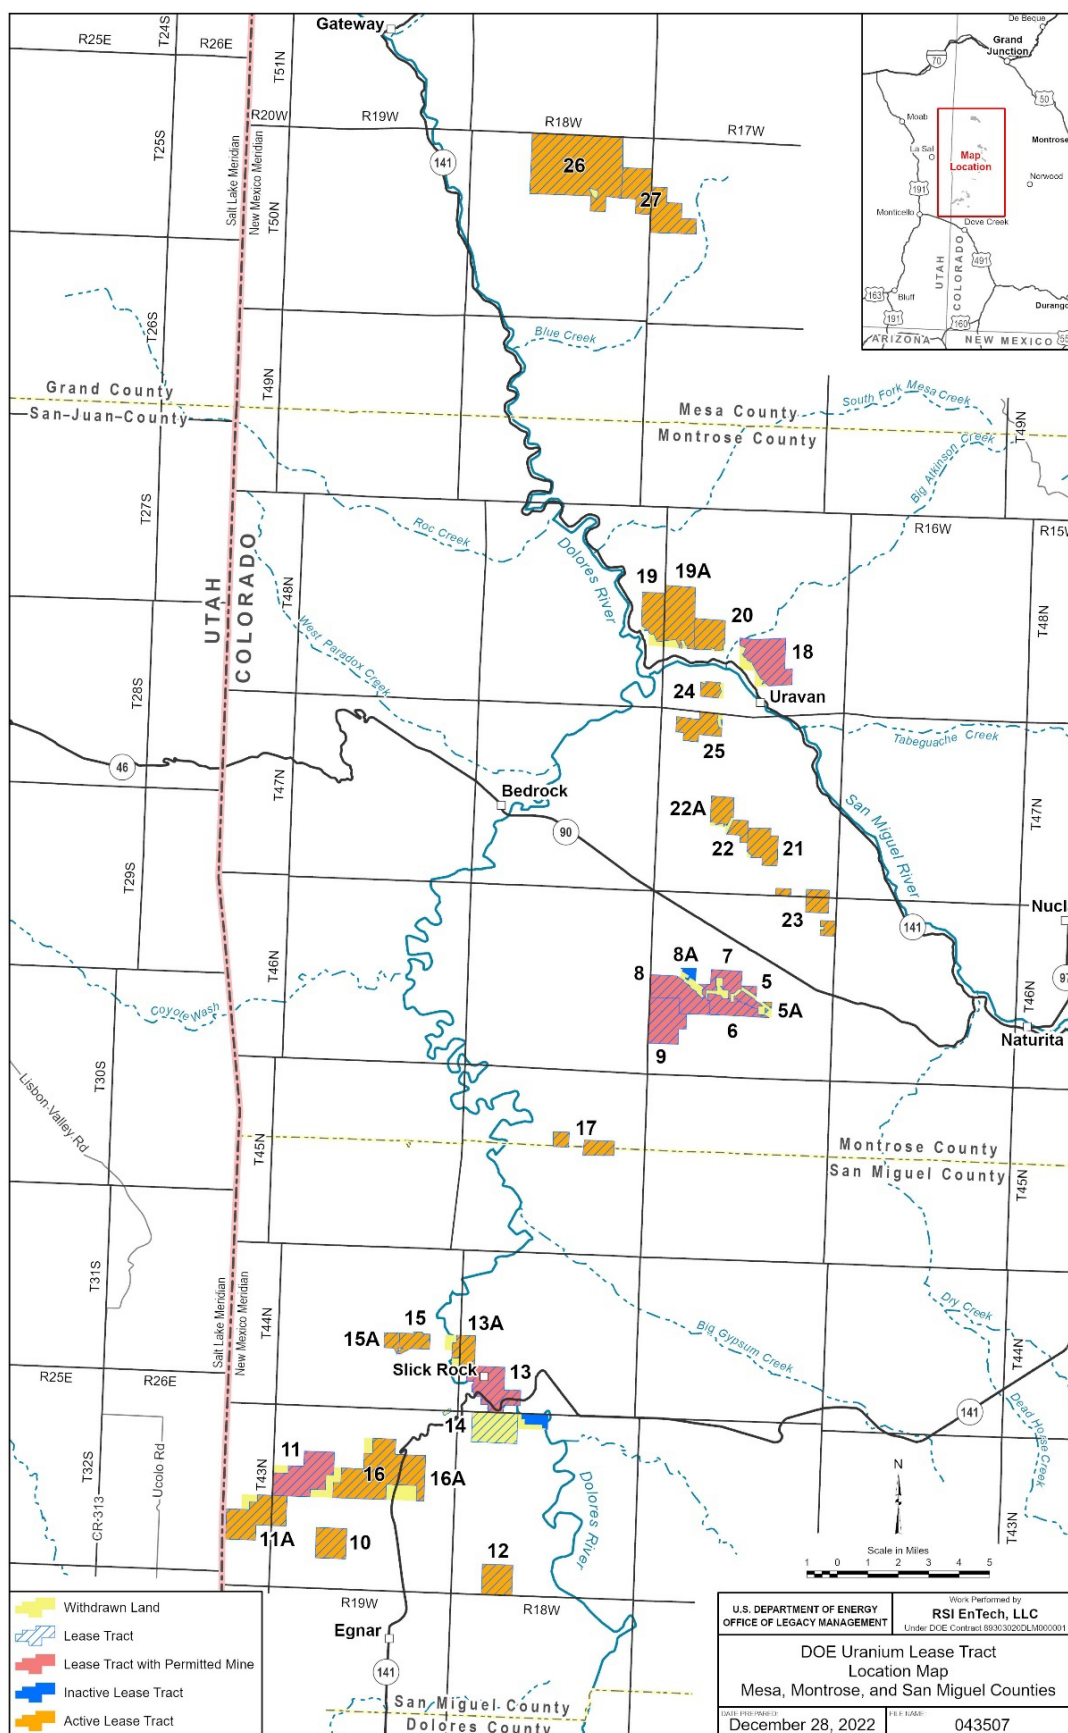 Gateway
R25E
T24S
R26E
T51N
R20W
R19W
R18W
R17W
T25S
Salt Lake Meridian
New Mexico Meridian
T50N
141
26
27
De Beque
Grand
Junction
70
50
Moab
Montrose
La Sal
Map
Location
Norwood
191
Monticello
Dove Creek
UTAH
COLORADO
491
163
Bluff
191
160
Durango
ARIZONA
NEW MEXICO
T26S
Blue Creek
T49N
Grand County
San Juan County
Mesa County
Montrose County
South Fork Mesa Creek
T49N
Big Atkinson Creek
T27S
Roc Creek
Dolores River
R16W
R15W
UTAH
COLORADO
T48N
West Paradox Creek
19
19A
20
18
T48N
T28S
24
Uravan
25
Tabeguache Creek
46
T47N
Bedrock
90
22A
22
21
San Miguel River
T47N
T29S
23
141
Nucl
97
T46N
8
8A
7
5
5A
6
9
T46N
Naturita
Coyote Wash
T30S
Lisbon Valley Rd
17
T45N
Montrose County
San Miguel County
T45N
T31S
Salt Lake Meridian
New Mexico Meridian
T44N
15
15A
13A
Slick Rock
13
Big Gypsum Creek
Dry Creek
T44N
R25E
R26E
14
141
Dead Horse Creek
T32S
CR-313
Ucolo Rd
11
T43N
16
16A
11A
10
12
Dolores River
N
T43N
Scale in Miles
1 0 1 2 3 4 5
R19W
R18W
Egnar
141
San Miguel County
Dolores County
Withdrawn Land
Lease Tract
Lease Tract with Permitted Mine
Inactive Lease Tract
Active Lease Tract
U.S. DEPARTMENT OF ENERGY
OFFICE OF LEGACY MANAGEMENT
Work Performed by
RSI EnTech, LLC
Under DOE Contract 89303020DLM000001
DOE Uranium Lease Tract
Location Map
Mesa, Montrose, and San Miguel Counties
DATE PREPARED:
December 28, 2022
FILE NAME:
043507